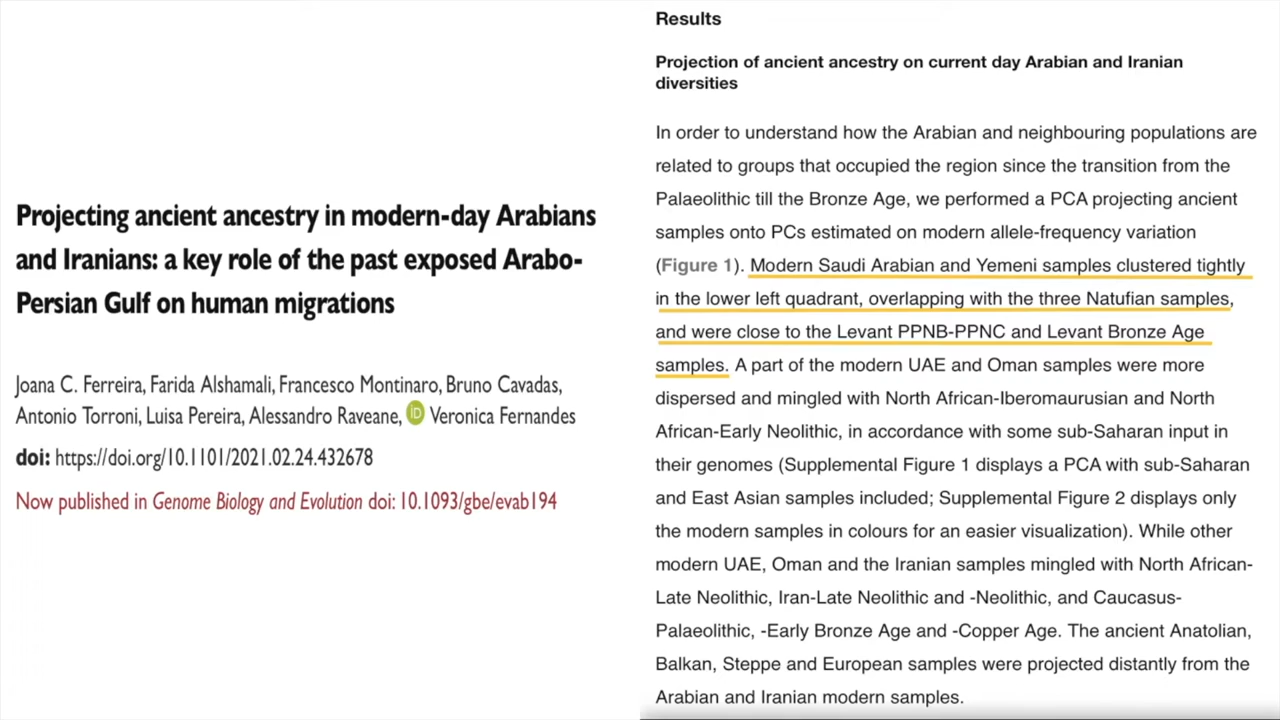 Projecting ancient ancestry in modern-day Arabians
and Iranians: a key role of the past exposed Arabo-
Persian Gulf on human migrations
Joana C. Ferreira, Farida Alshamali, Francesco Montinaro, Bruno Cavadas,
Antonio Torroni, Luisa Pereira, Alessandro Raveane, iD Veronica Fernandes
doi: https://doi.org/10.1101/2021.02.24.432678
Now published in Genome Biology and Evolution doi: 10.1093/gbe/evab194
Results
Projection of ancient ancestry on current day Arabian and Iranian
diversities
In order to understand how the Arabian and neighbouring populations are
related to groups that occupied the region since the transition from the
Palaeolithic till the Bronze Age, we performed a PCA projecting ancient
samples onto PCs estimated on modern allele-frequency variation
(Figure 1). Modern Saudi Arabian and Yemeni samples clustered tightly
in the lower left quadrant, overlapping with the three Natufian samples,
and were close to the Levant PPNB-PPNC and Levant Bronze Age
samples. A part of the modern UAE and Oman samples were more
dispersed and mingled with North African-Iberomaurusian and North
African-Early Neolithic, in accordance with some sub-Saharan input in
their genomes (Supplemental Figure 1 displays a PCA with sub-Saharan
and East Asian samples included; Supplemental Figure 2 displays only
the modern samples in colours for an easier visualization). While other
modern UAE, Oman and the Iranian samples mingled with North African-
Late Neolithic, Iran-Late Neolithic and -Neolithic, and Caucasus-
Palaeolithic, -Early Bronze Age and -Copper Age. The ancient Anatolian,
Balkan, Steppe and European samples were projected distantly from the
Arabian and Iranian modern samples.